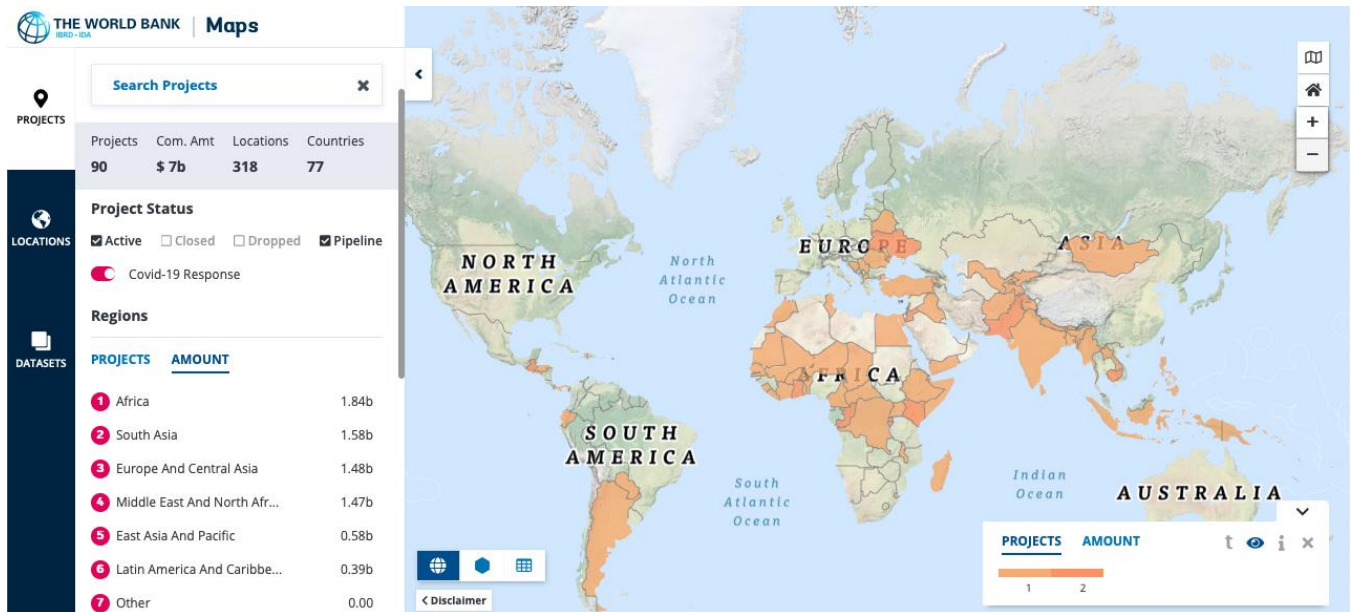 THE WORLD BANK
IBRD • IDA
Maps
PROJECTS
LOCATIONS
DATASETS
Search Projects
Projects Com. Amt Locations Countries
90 $ 7b 318 77
Project Status
Active Closed Dropped Pipeline
Covid-19 Response
Regions
PROJECTS AMOUNT
1 Africa 1.84b
2 South Asia 1.58b
3 Europe And Central Asia 1.48b
4 Middle East And North Afr... 1.47b
5 East Asia And Pacific 0.58b
6 Latin America And Caribbe... 0.39b
7 Other 0.00
NORTH
AMERICA
North
Atlantic
Ocean
EUROPE
ASIA
AFRICA
SOUTH
AMERICA
South
Atlantic
Ocean
Indian
Ocean
AUSTRALIA
PROJECTS AMOUNT
t i
1 2
< Disclaimer